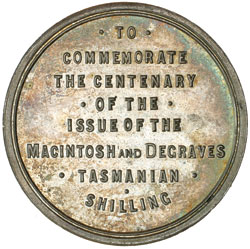 · TO ·
COMMEMORATE
THE CENTENARY
· OF THE ·
ISSUE OF THE
MACINTOSH AND DEGRAVES
· TASMANIAN ·
SHILLING